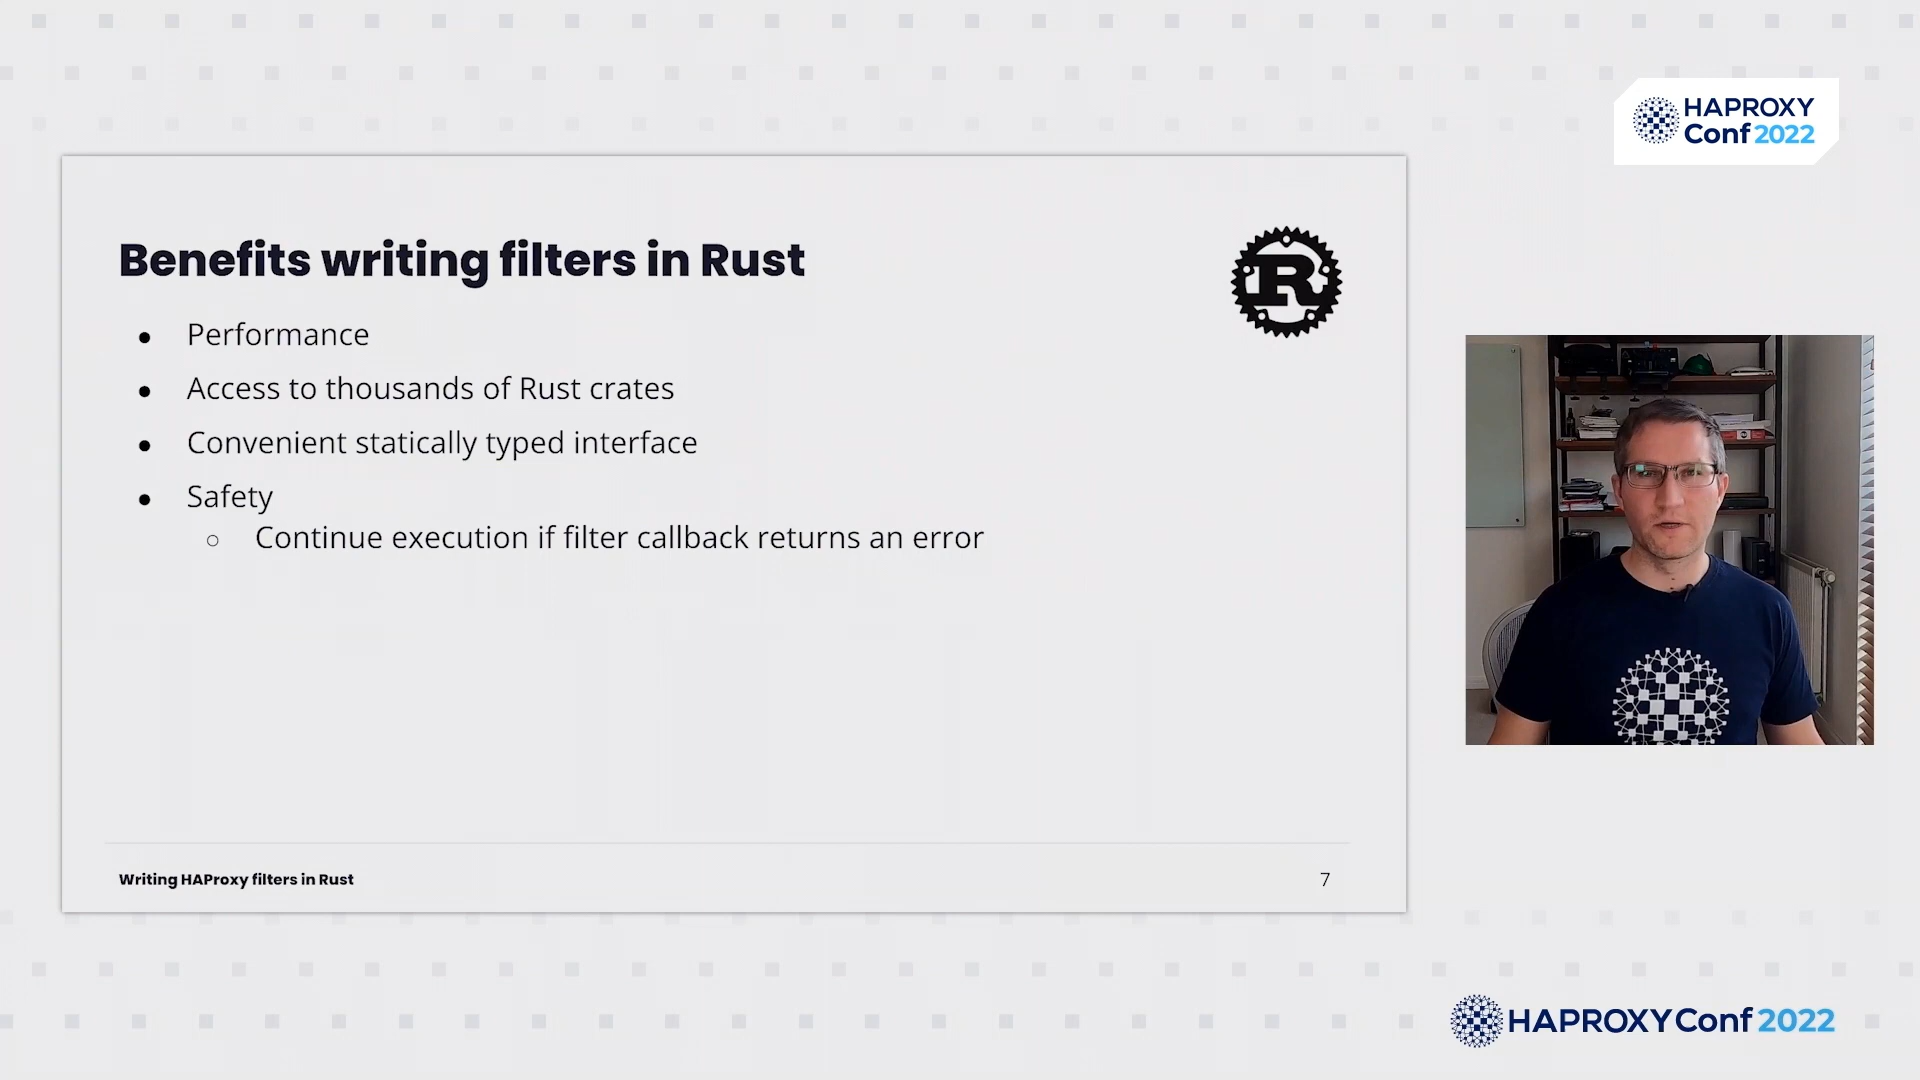 HAPROXY
Conf 2022
Benefits writing filters in Rust
R
● Performance
● Access to thousands of Rust crates
● Convenient statically typed interface
● Safety
○ Continue execution if filter callback returns an error
Writing HAProxy filters in Rust
7
HAPROXY Conf 2022